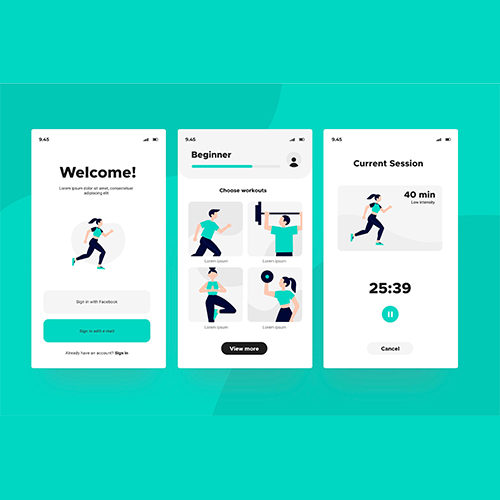 9.45
Welcome!
Lorem ipsum dolor sit amet, consectetuer
adipiscing elit
Sign in with Facebook
Sign in with e-mail
Already have an account? Sign in
9.45
Beginner
Choose workouts
Lorem ipsum
Lorem ipsum
Lorem ipsum
Lorem ipsum
View more
9.45
Current Session
40 min
Low intensity
25:39
Cancel